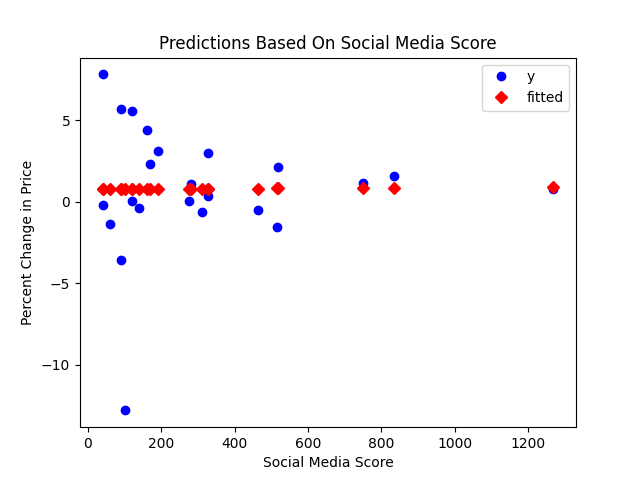 Predictions Based On Social Media Score
y
fitted
Percent Change in Price
5
0
−5
−10
0 200 400 600 800 1000 1200
Social Media Score